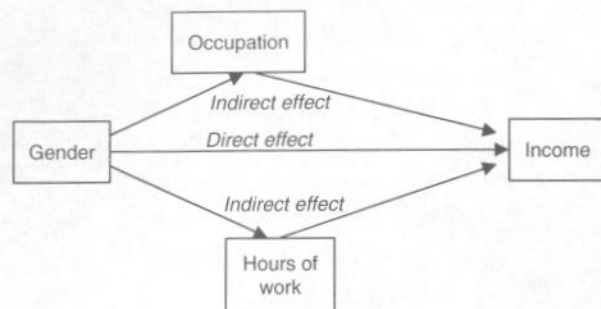 Occupation
Indirect effect
Gender
Direct effect
Income
Indirect effect
Hours of
work